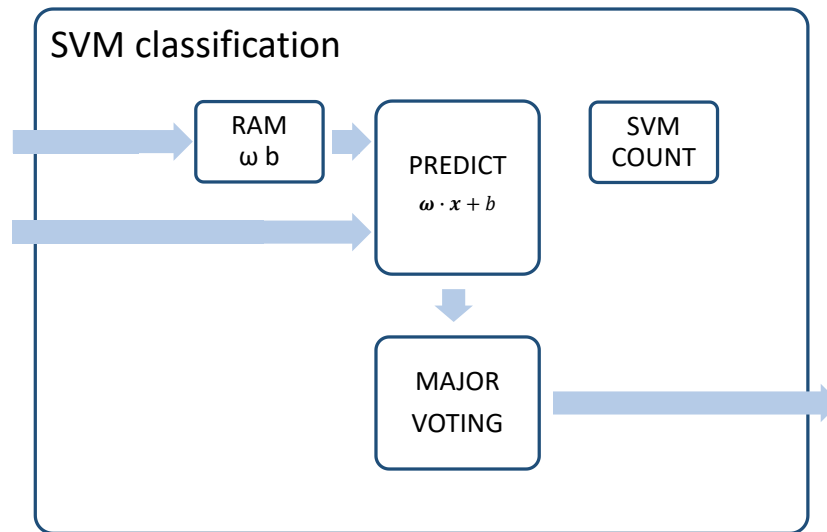 SVM classification
RAM
ω b
PREDICT
ω · x + b
SVM
COUNT
MAJOR
VOTING